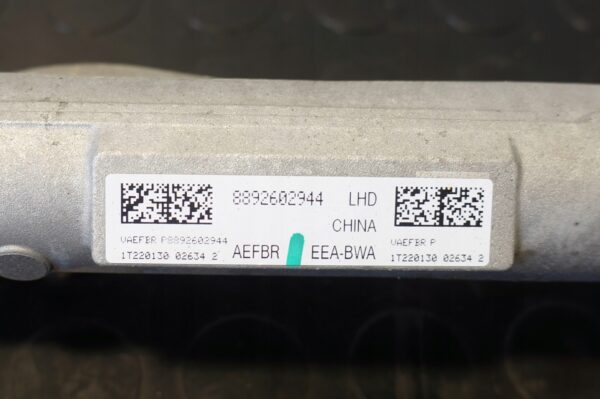 8892602944 LHD
CHINA
VAEFBR P8892602944
VAEFBR P
AEFBR EEA-BWA
1T220130 02634 2
1T220130 02634 2